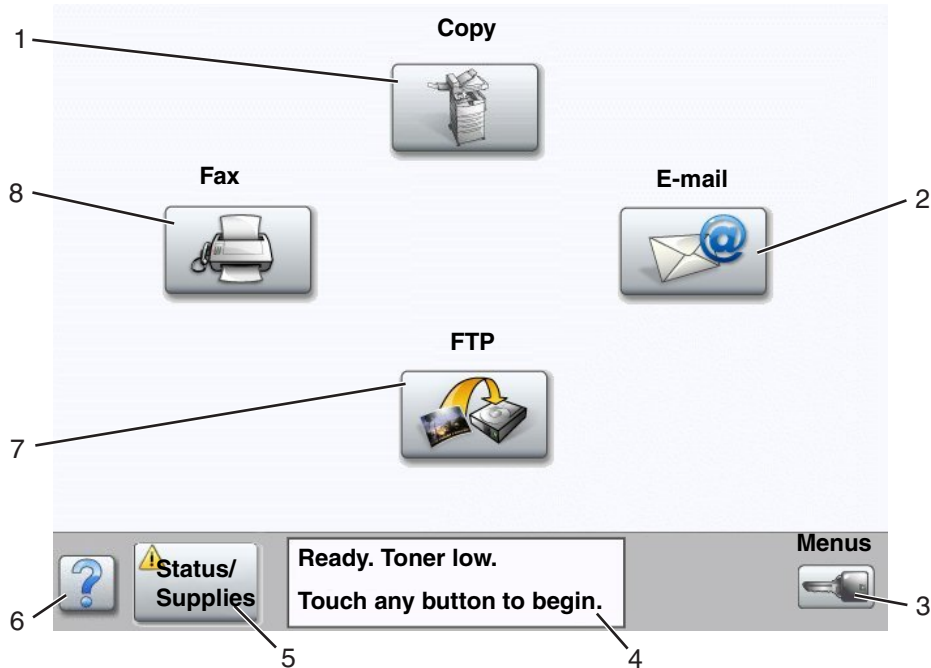 Copy
1
Fax
8
E-mail
2
@
FTP
7
?
6
Status/
Supplies
5
Ready. Toner low.
Touch any button to begin.
4
Menus
3